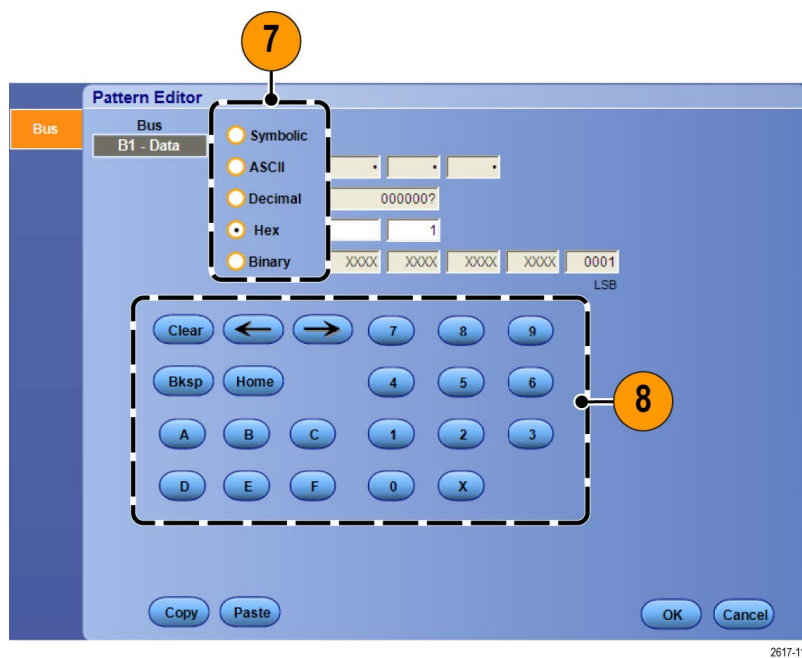 7
Pattern Editor
Bus
Bus
B1 - Data
Symbolic
ASCII
Decimal 000000?
Hex 1
Binary XXXX XXXX XXXX XXXX 0001
LSB
Clear ← → 7 8 9
Bksp Home 4 5 6
8
A B C 1 2 3
D E F 0 X
Copy Paste OK Cancel